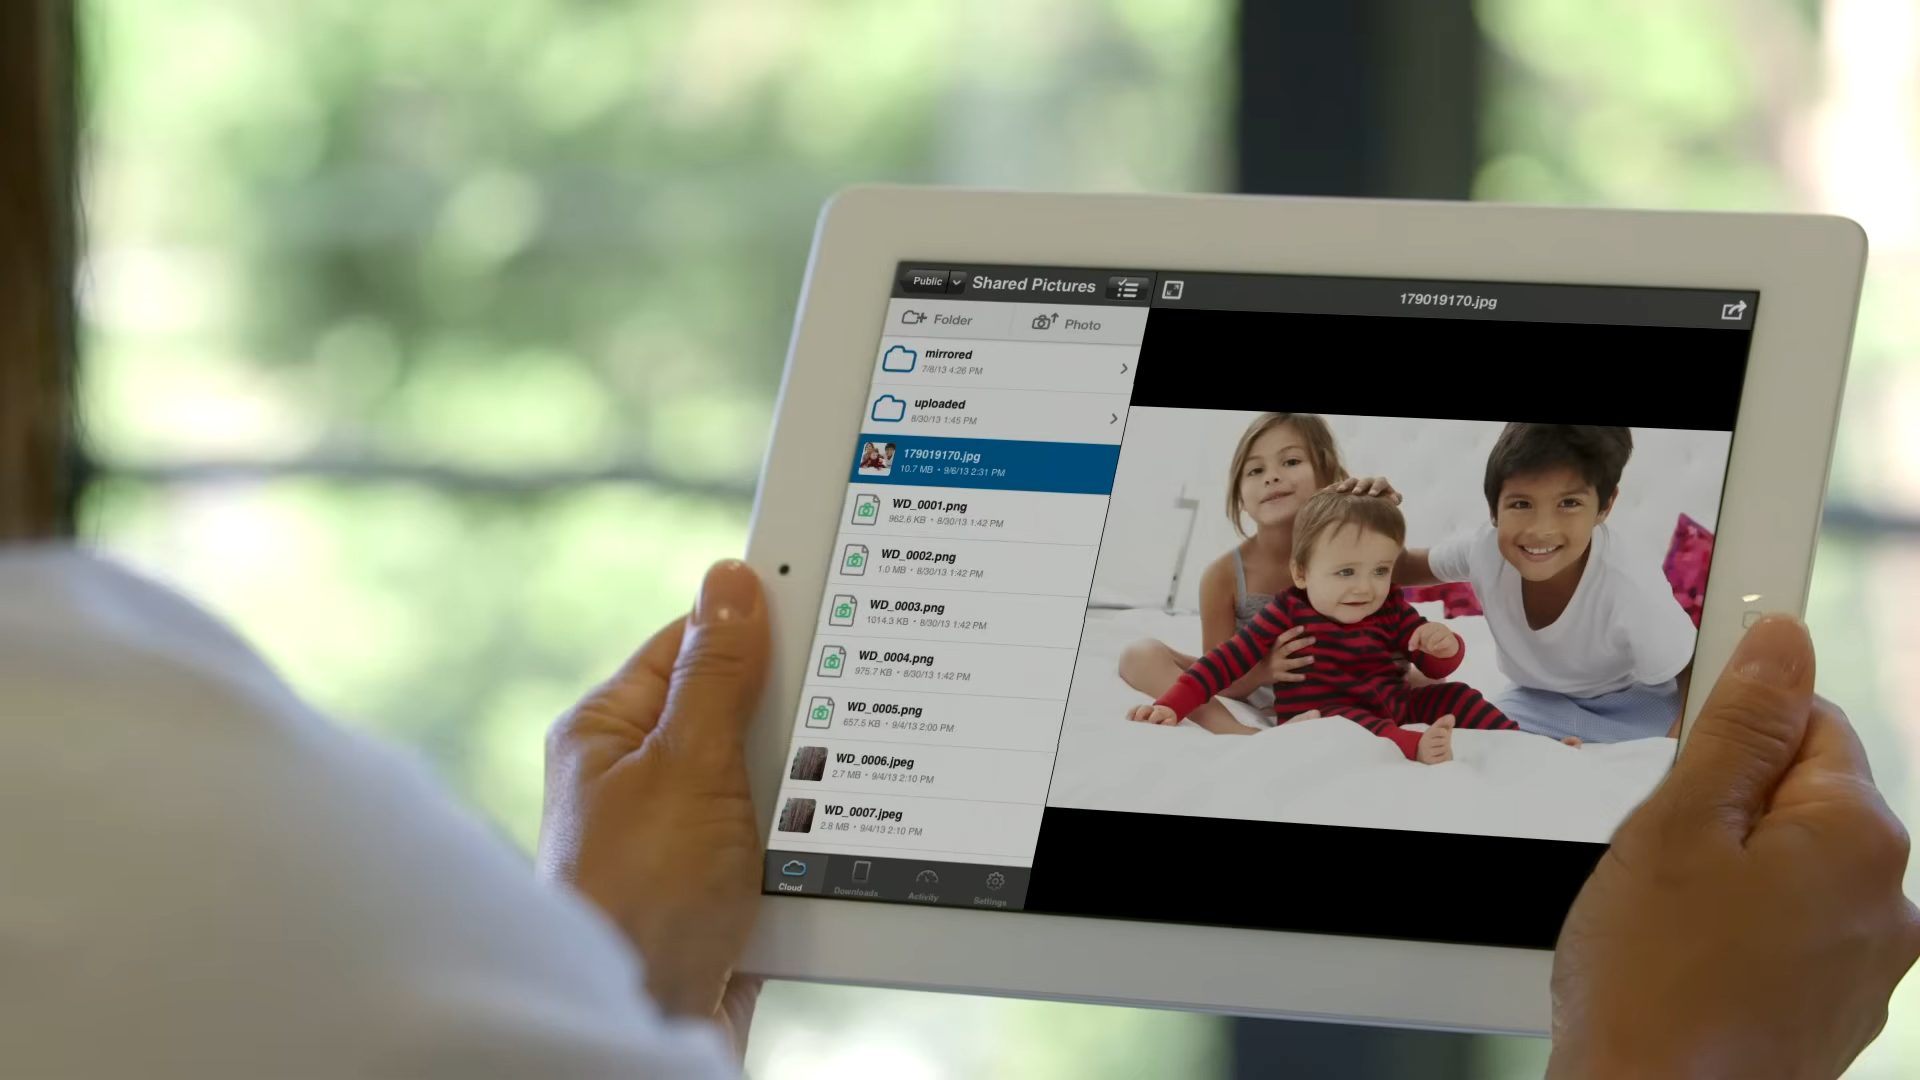 Public
Shared Pictures
179019170.jpg
Folder
Photo
mirrored
7/8/13 4:26 PM
uploaded
8/30/13 1:45 PM
179019170.jpg
10.7 MB • 9/6/13 2:31 PM
WD_0001.png
962.6 KB • 8/30/13 1:42 PM
WD_0002.png
1.0 MB • 8/30/13 1:42 PM
WD_0003.png
1014.3 KB • 8/30/13 1:42 PM
WD_0004.png
975.7 KB • 8/30/13 1:42 PM
WD_0005.png
657.5 KB • 9/4/13 2:00 PM
WD_0006.jpeg
2.7 MB • 9/4/13 2:10 PM
WD_0007.jpeg
2.8 MB • 9/4/13 2:10 PM
Cloud
Downloads
Activity
Settings